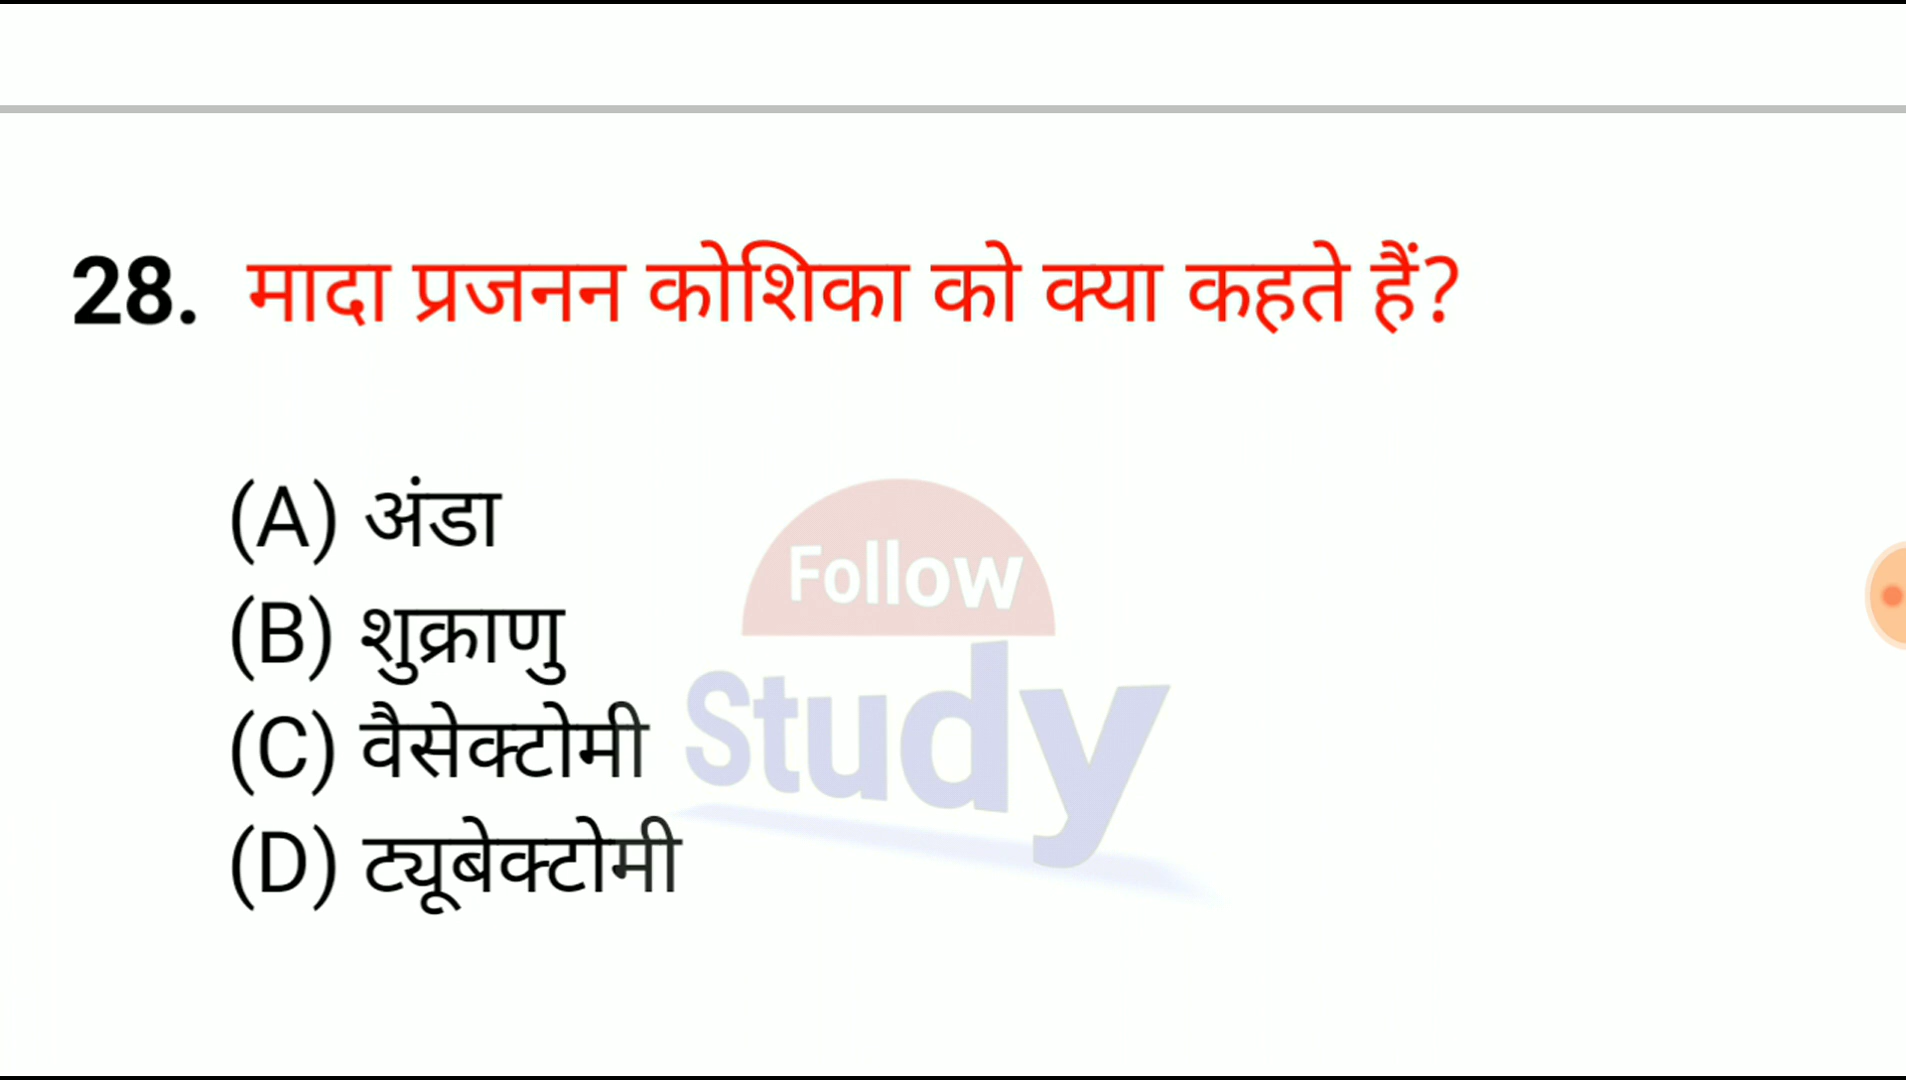 28. मादा प्रजनन कोशिका को क्या कहते हैं?
(A) अंडा
(B) शुक्राणु
(C) वैसेक्टोमी
(D) ट्यूबेक्टोमी
Follow
Study